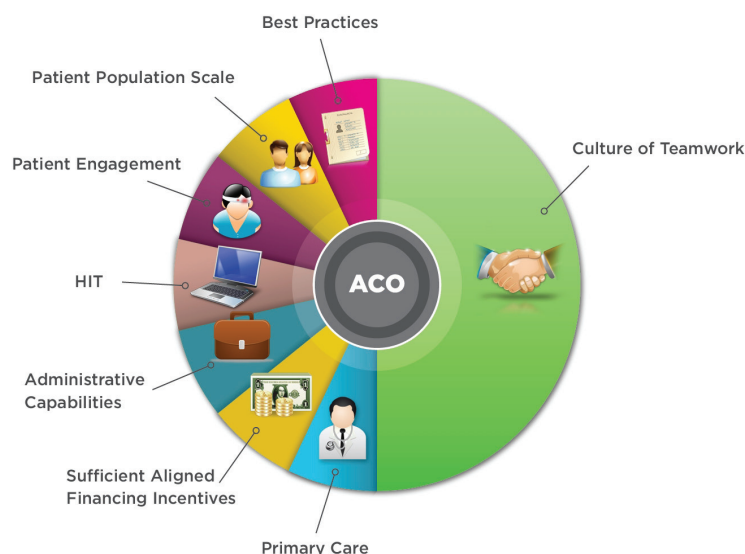 Best Practices
Patient Population Scale
Culture of Teamwork
Patient Engagement
HIT
ACO
Administrative
Capabilities
Sufficient Aligned
Financing Incentives
Primary Care